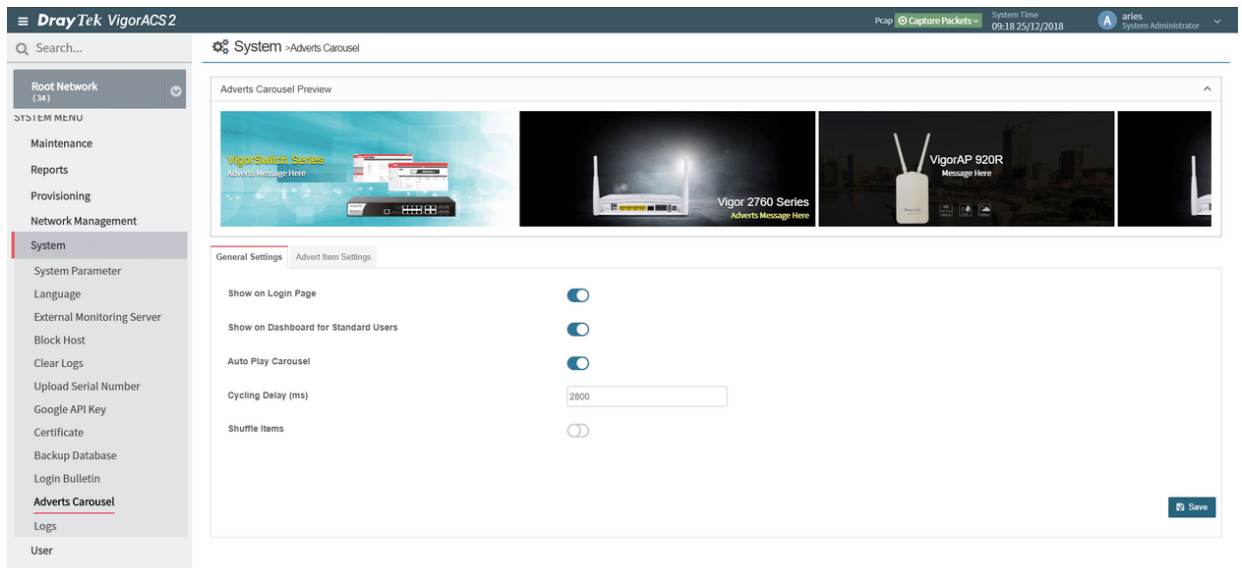 DrayTek VigorACS 2
Pcap Capture Packets
System Time
09:18 25/12/2018
A
aries
System Administrator
Search...
System >Adverts Carousel
Root Network
(34)
SYSTEM MENU
Maintenance
Reports
Provisioning
Network Management
System
System Parameter
Language
External Monitoring Server
Block Host
Clear Logs
Upload Serial Number
Google API Key
Certificate
Backup Database
Login Bulletin
Adverts Carousel
Logs
User
Adverts Carousel Preview
VigorSwitch Series
Adverts Message Here
Vigor 2760 Series
Adverts Message Here
VigorAP 920R
Message Here
General Settings
Advert Item Settings
Show on Login Page
Show on Dashboard for Standard Users
Auto Play Carousel
Cycling Delay (ms)
2800
Shuffle Items
Save